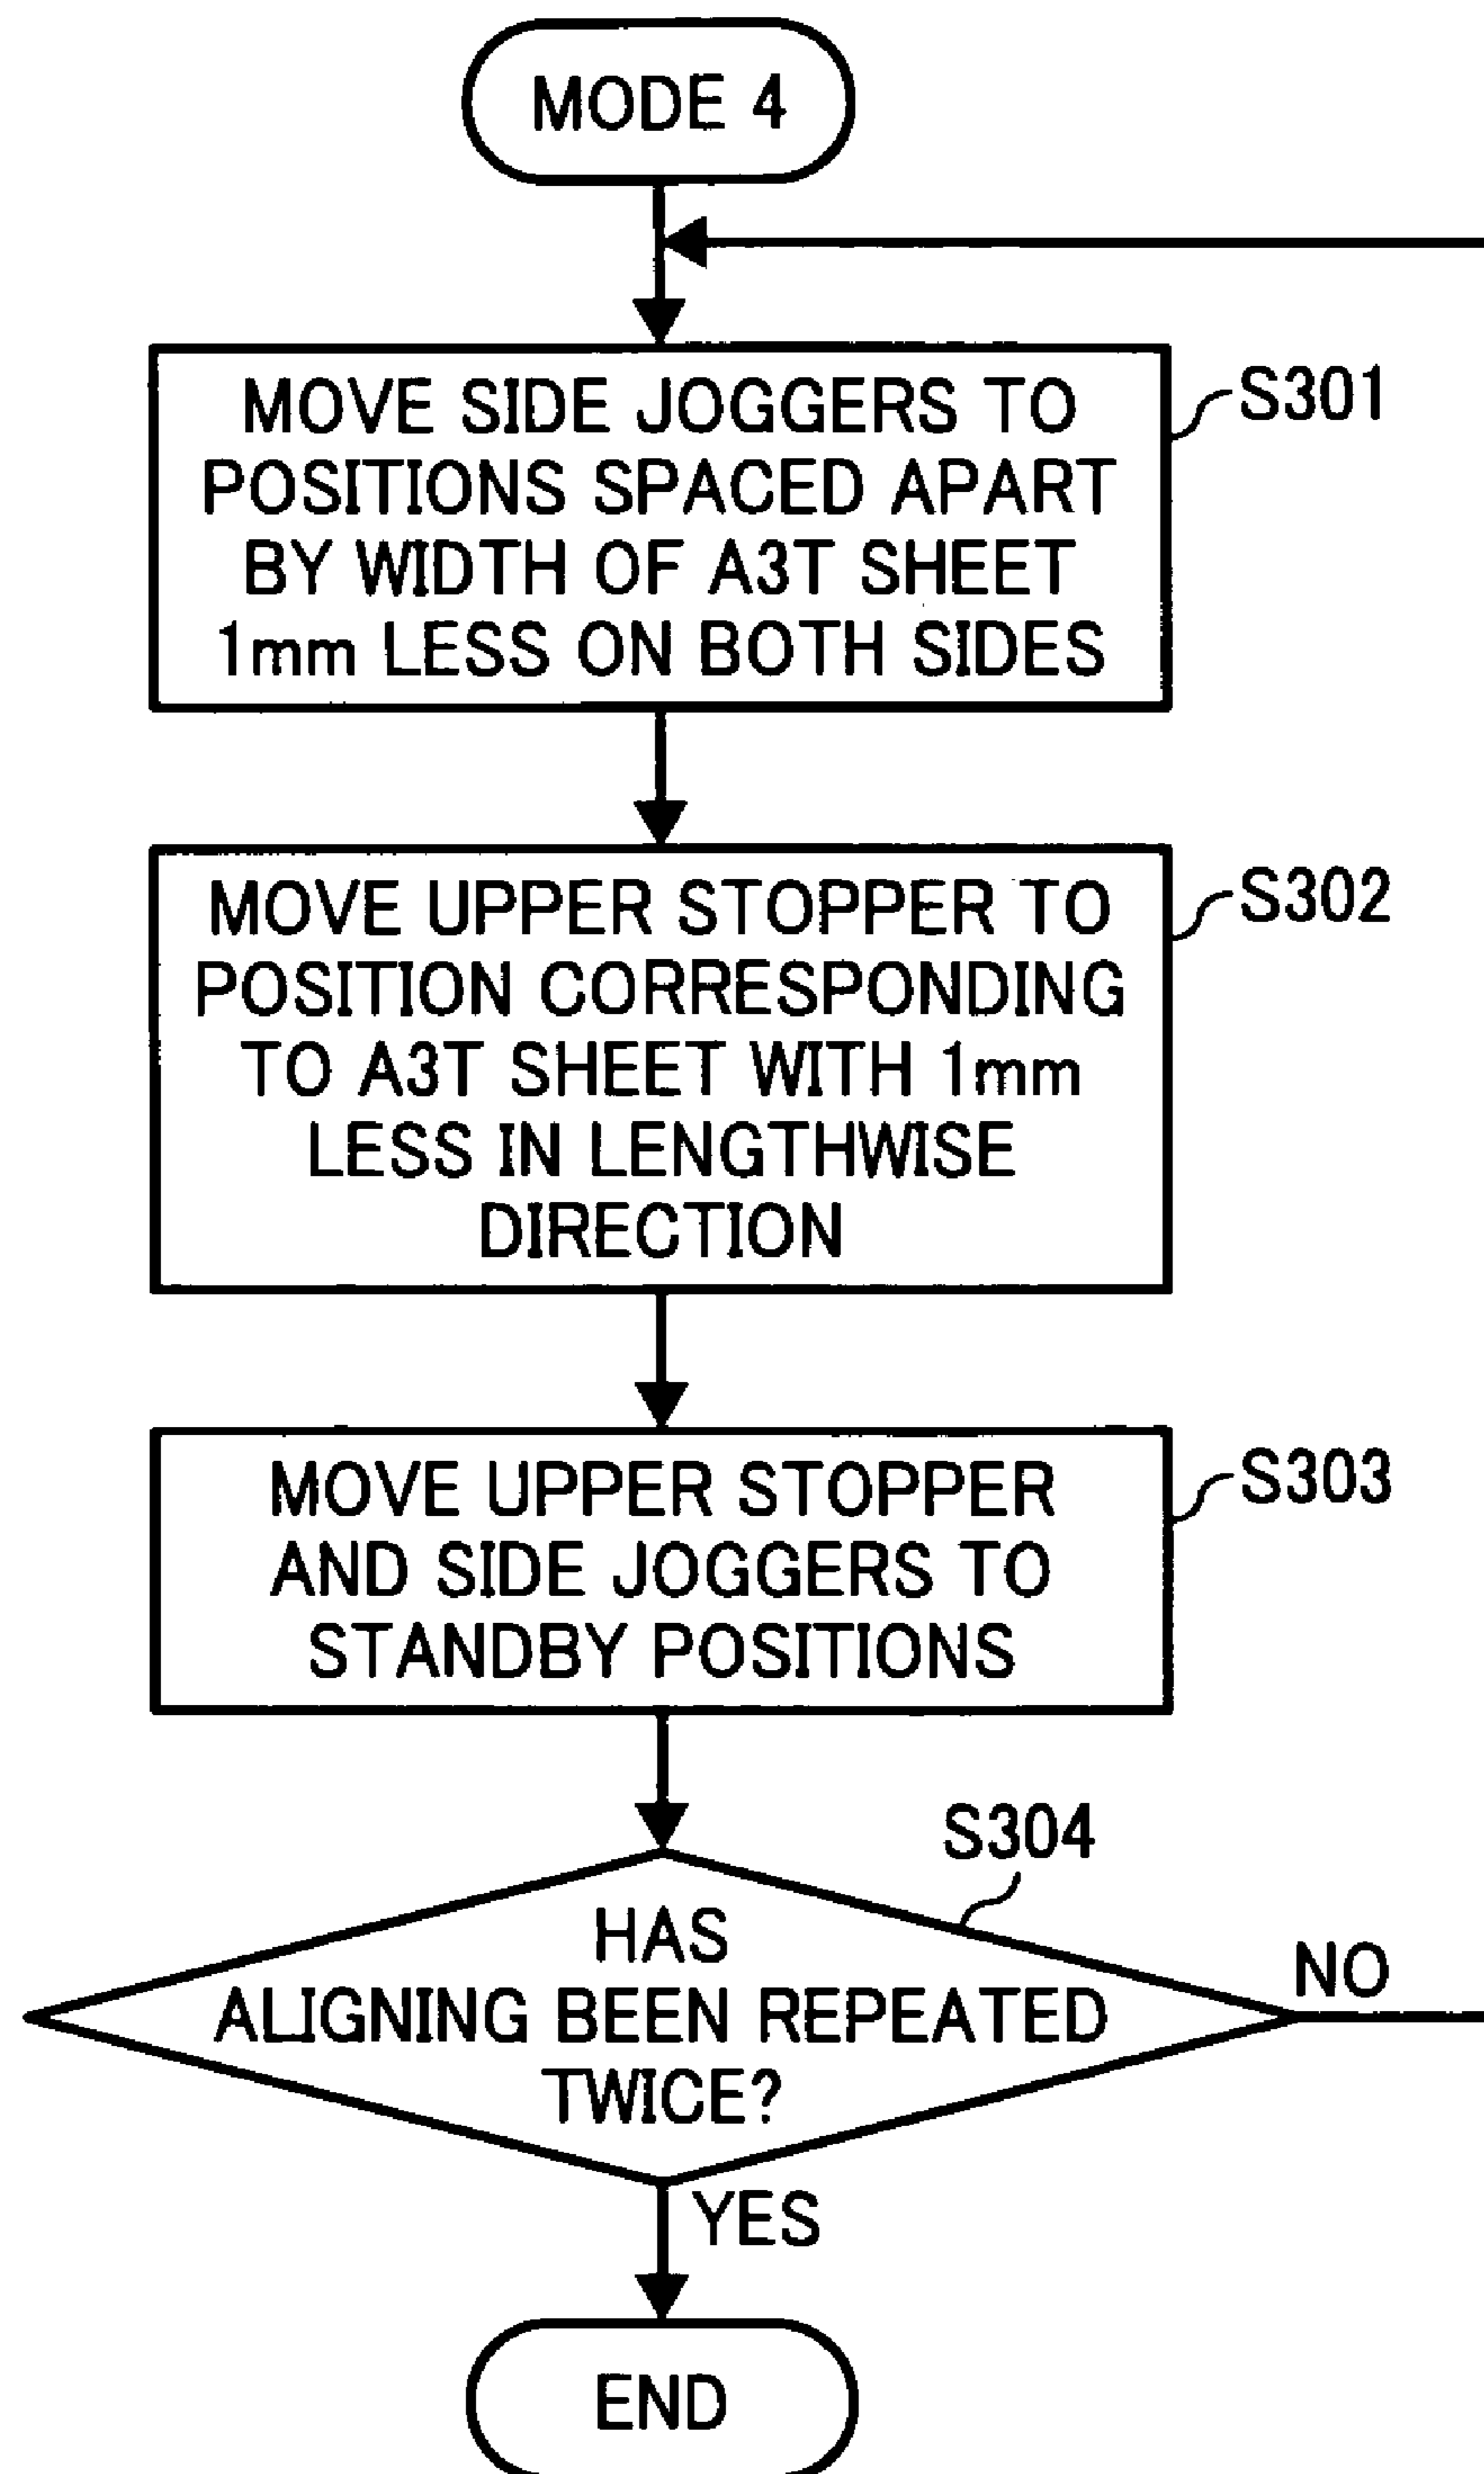 MODE 4
MOVE SIDE JOGGERS TO
POSITIONS SPACED APART
BY WIDTH OF A3T SHEET
1mm LESS ON BOTH SIDES
S301
MOVE UPPER STOPPER TO
POSITION CORRESPONDING
TO A3T SHEET WITH 1mm
LESS IN LENGTHWISE
DIRECTION
S302
MOVE UPPER STOPPER
AND SIDE JOGGERS TO
STANDBY POSITIONS
S303
S304
HAS
ALIGNING BEEN REPEATED
TWICE?
NO
YES
END